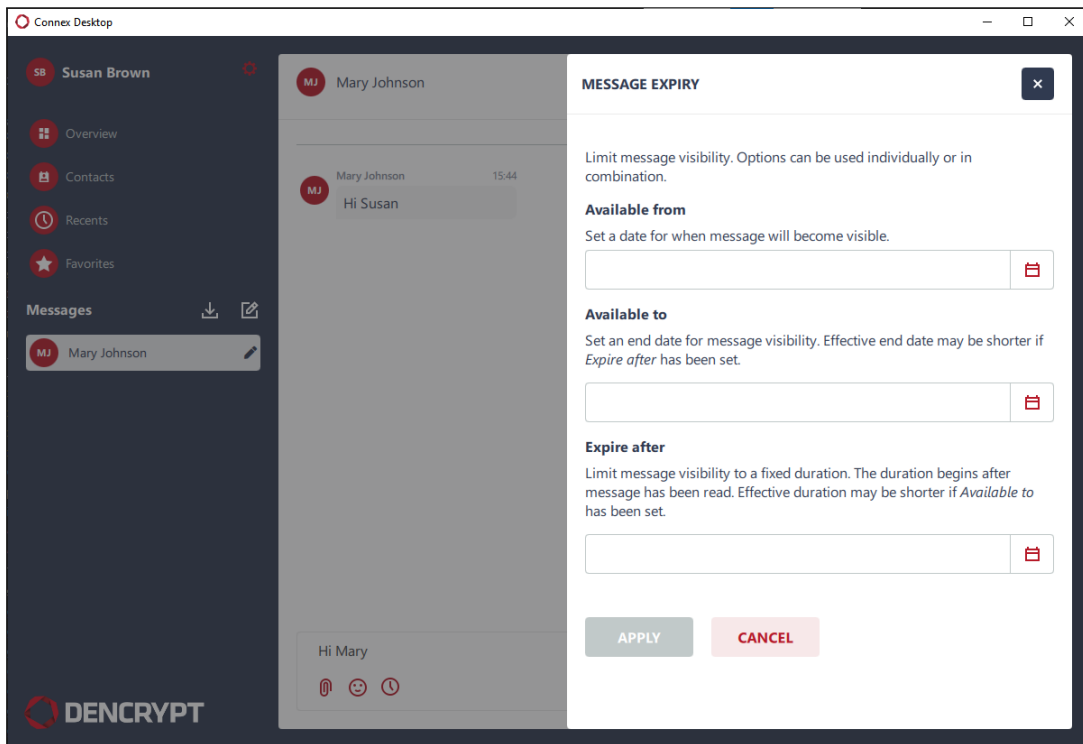 Connex Desktop
SB
Susan Brown
Overview
Contacts
Recents
Favorites
Messages
MJ
Mary Johnson
DENCRYPT
MJ
Mary Johnson
Mary Johnson 15:44
MJ
Hi Susan
Hi Mary
MESSAGE EXPIRY
Limit message visibility. Options can be used individually or in
combination.
Available from
Set a date for when message will become visible.
Available to
Set an end date for message visibility. Effective end date may be shorter if
Expire after has been set.
Expire after
Limit message visibility to a fixed duration. The duration begins after
message has been read. Effective duration may be shorter if Available to
has been set.
APPLY
CANCEL